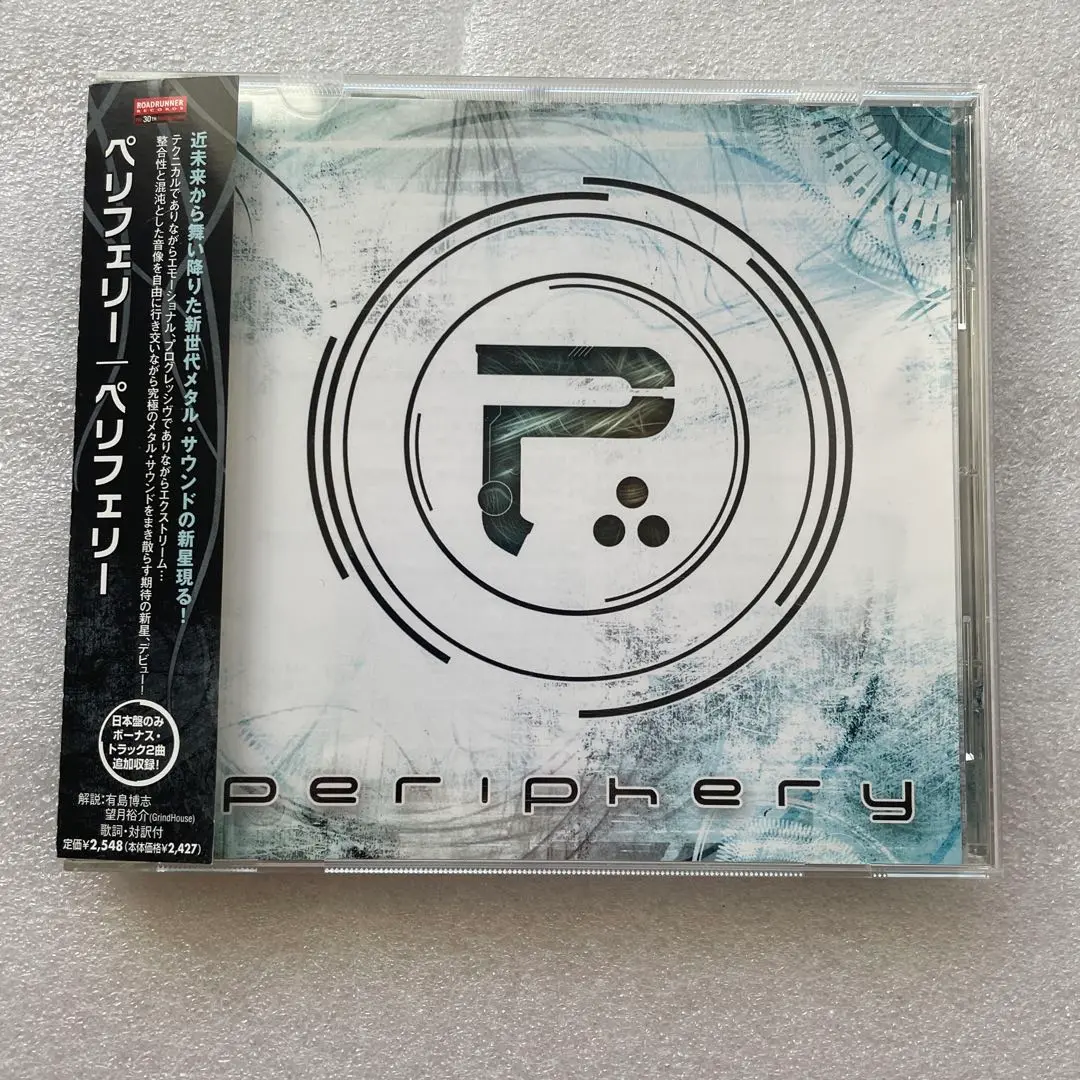 ROADRUNNER
RECORDS
30TH
近未来から舞い降りた新世代メタル・サウンドの新星現る!
テクニカルでありながらエモーショナル、プログレッシヴでありながらエクストリーム…
整合性と混沌とした音像を自由に行き交いながら究極のメタル・サウンドをまき散らす期待の新星、デビュー!
ペリフェリー|ペリフェリー
日本盤のみ
ボーナス・
トラック2曲
追加収録!
解説:有島博志
望月裕介(GrindHouse)
歌詞・対訳付
定価¥2,548(本体価格¥2,427)
P
periphery